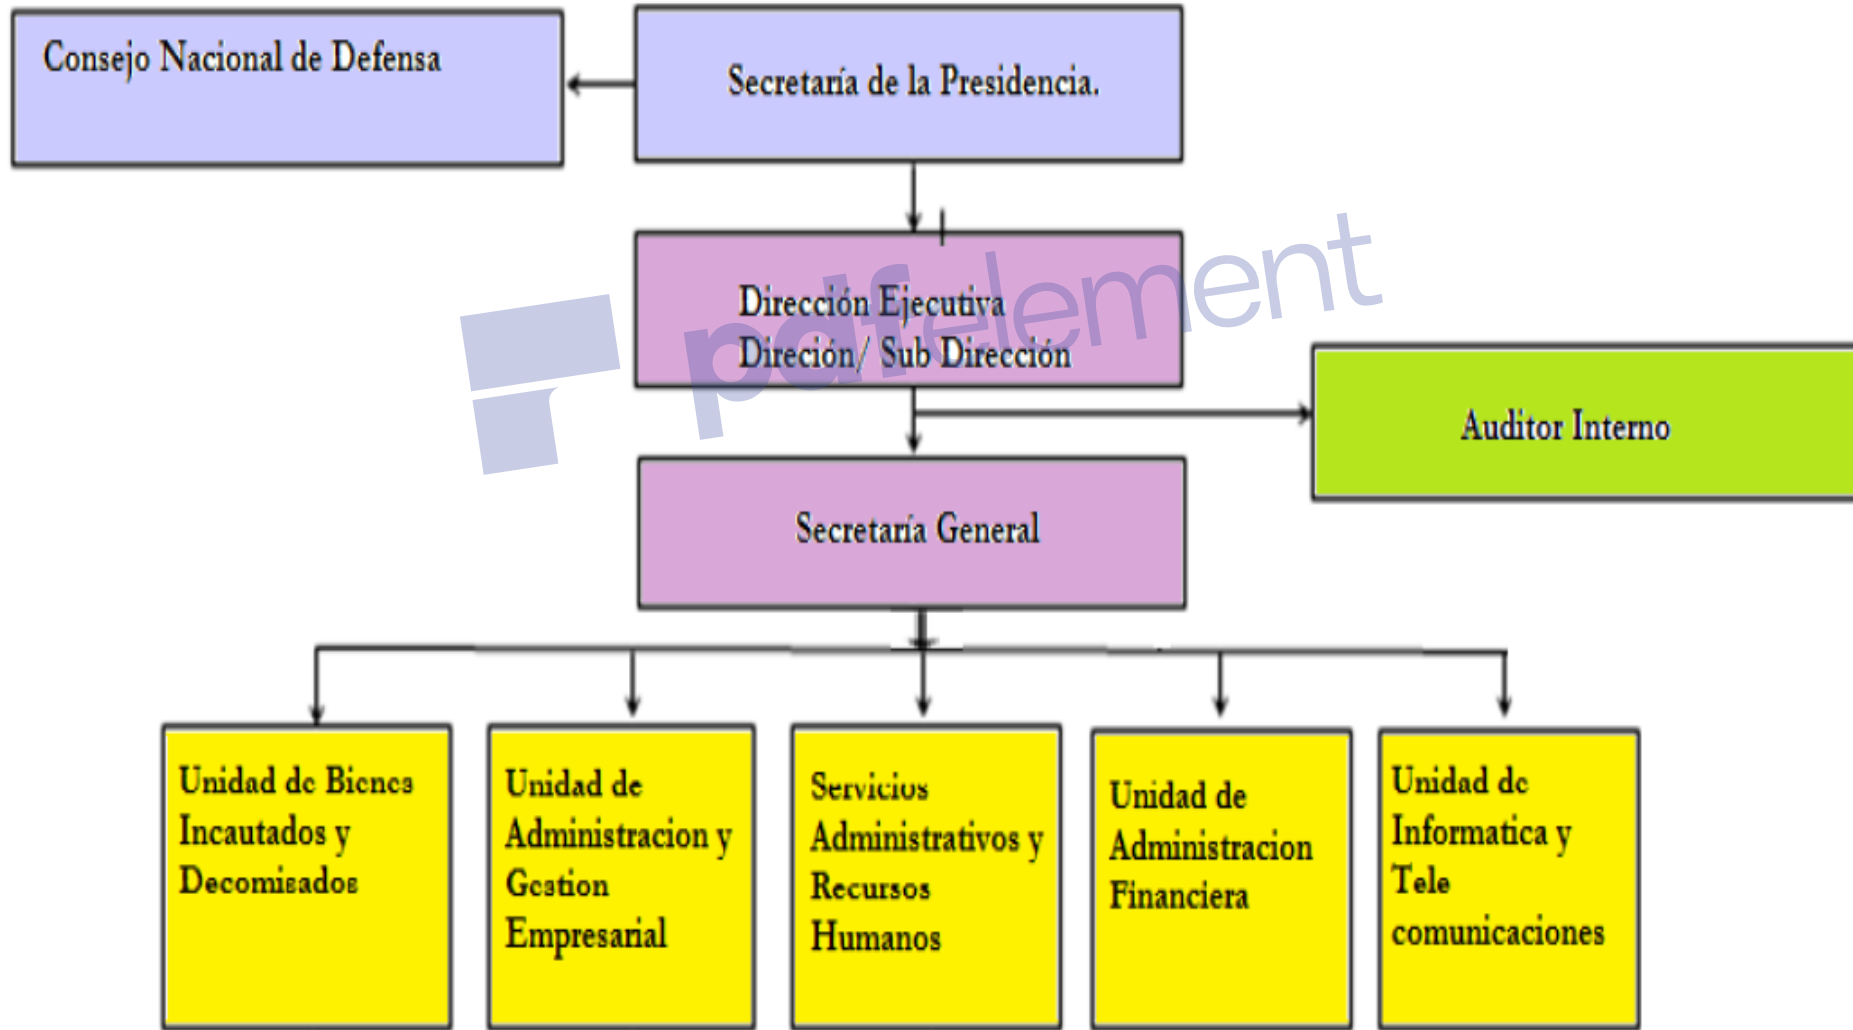 Consejo Nacional de Defensa
Secretaría de la Presidencia.
Dirección Ejecutiva
Direción/ Sub Dirección
pdfelement
Auditor Interno
Secretaría General
Unidad de Bienes
Incautados y
Decomisados
Unidad de
Administracion y
Gestion
Empresarial
Servicios
Administrativos y
Recursos
Humanos
Unidad de
Administracion
Financiera
Unidad de
Informatica y
Tele
comunicaciones